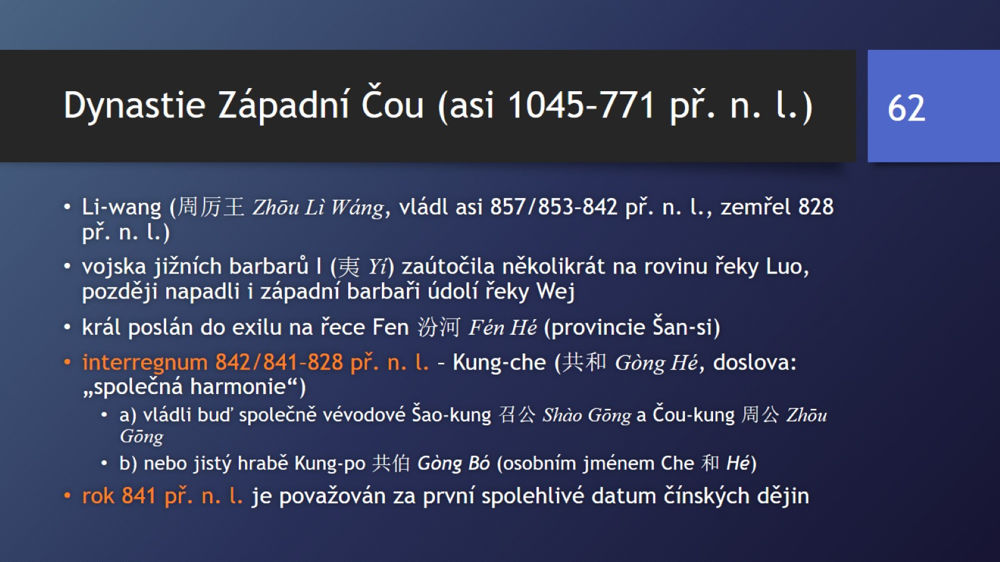 Dynastie Západní Čou (asi 1045–771 př. n. l.)
62
• Li-wang (周厉王 Zhōu Lì Wáng, vládl asi 857/853–842 př. n. l., zemřel 828
př. n. l.)
• vojska jižních barbarů I (夷 Yí) zaútočila několikrát na rovinu řeky Luo,
později napadli i západní barbaři údolí řeky Wej
• král poslán do exilu na řece Fen 汾河 Fén Hé (provincie Šan-si)
• interregnum 842/841–828 př. n. l. – Kung-che (共和 Gòng Hé, doslova:
„společná harmonie“)
• a) vládli buď společně vévodové Šao-kung 召公 Shào Gōng a Čou-kung 周公 Zhōu
Gōng
• b) nebo jistý hrabě Kung-po 共伯 Gòng Bó (osobním jménem Che 和 Hé)
• rok 841 př. n. l. je považován za první spolehlivé datum čínských dějin